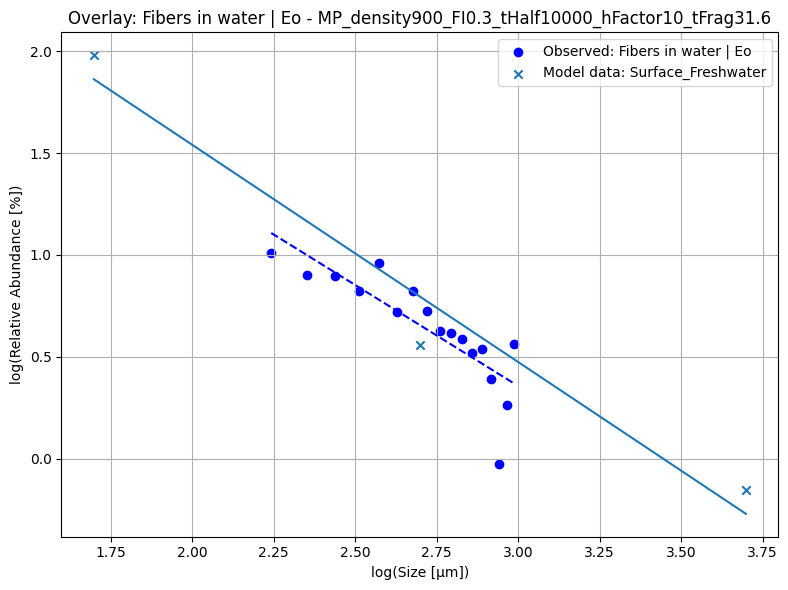 Overlay: Fibers in water | Eo - MP_density900_FI0.3_tHalf10000_hFactor10_tFrag31.6
Observed: Fibers in water | Eo
Model data: Surface_Freshwater
log(Relative Abundance [%])
2.0
1.5
1.0
0.5
0.0
1.75 2.00 2.25 2.50 2.75 3.00 3.25 3.50 3.75
log(Size [μm])